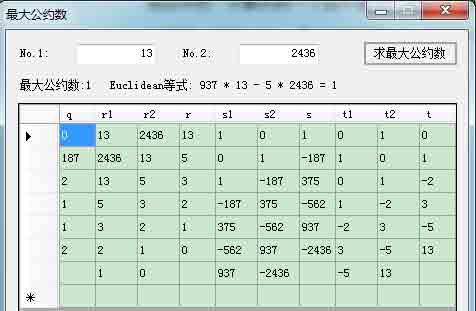 最大公约数
No.1: 13 No.2: 2436 求最大公约数
最大公约数:1 Euclidean等式: 937 * 13 - 5 * 2436 = 1
q r1 r2 r s1 s2 s t1 t2 t
0 13 2436 13 1 0 1 0 1 0
187 2436 13 5 0 1 -187 1 0 1
2 13 5 3 1 -187 375 0 1 -2
1 5 3 2 -187 375 -562 1 -2 3
1 3 2 1 375 -562 937 -2 3 -5
2 2 1 0 -562 937 -2436 3 -5 13
1 0 937 -2436 -5 13